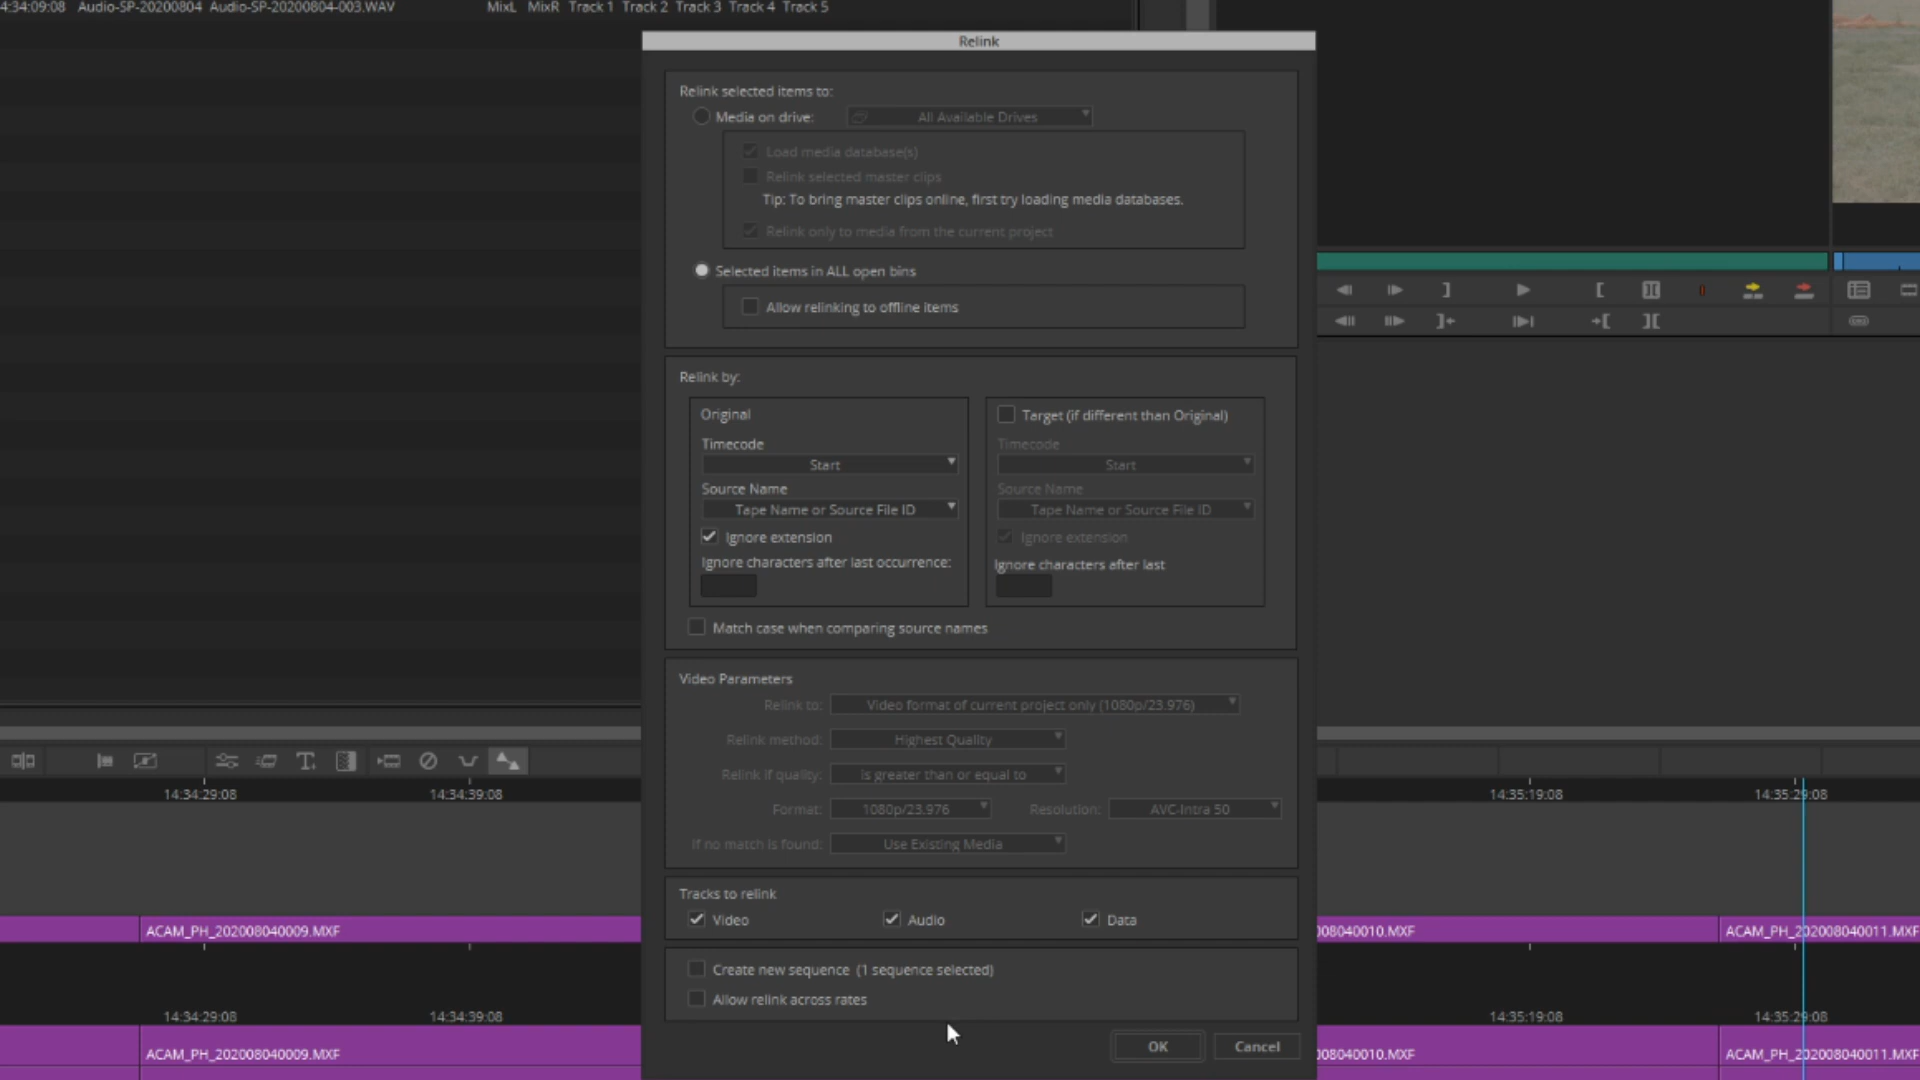 4:34:09:08 Audio-SP-20200804 Audio-SP-20200804-003.WAV MixL MixR Track 1 Track 2 Track 3 Track 4 Track 5
Relink
Relink selected items to:
Media on drive: All Available Drives
Load media database(s)
Relink selected master clips
Tip: To bring master clips online, first try loading media databases.
Relink only to media from the current project
Selected items in ALL open bins
Allow relinking to offline items
Relink by:
Original
Timecode
Start
Source Name
Tape Name or Source File ID
Ignore extension
Ignore characters after last occurrence:
Target (if different than Original)
Timecode
Start
Source Name
Tape Name or Source File ID
Ignore extension
Ignore characters after last
Match case when comparing source names
Video Parameters
Relink to: Video format of current project only (1080p/23.976)
Relink method: Highest Quality
Relink if quality: Is greater than or equal to
Format: 1080p/23.976 Resolution: AVC-Intra 50
If no match is found: Use Existing Media
Tracks to relink
Video Audio Data
Create new sequence (1 sequence selected)
Allow relink across rates
OK Cancel
14:34:29:08 14:34:39:08 14:35:19:08 14:35:29:08
ACAM_PH_202008040009.MXF 008040010.MXF ACAM_PH_202008040011.MXF
14:34:29:08 14:34:39:08 14:35:19:08 14:35:29:08
ACAM_PH_202008040009.MXF 008040010.MXF ACAM_PH_202008040011.MXF